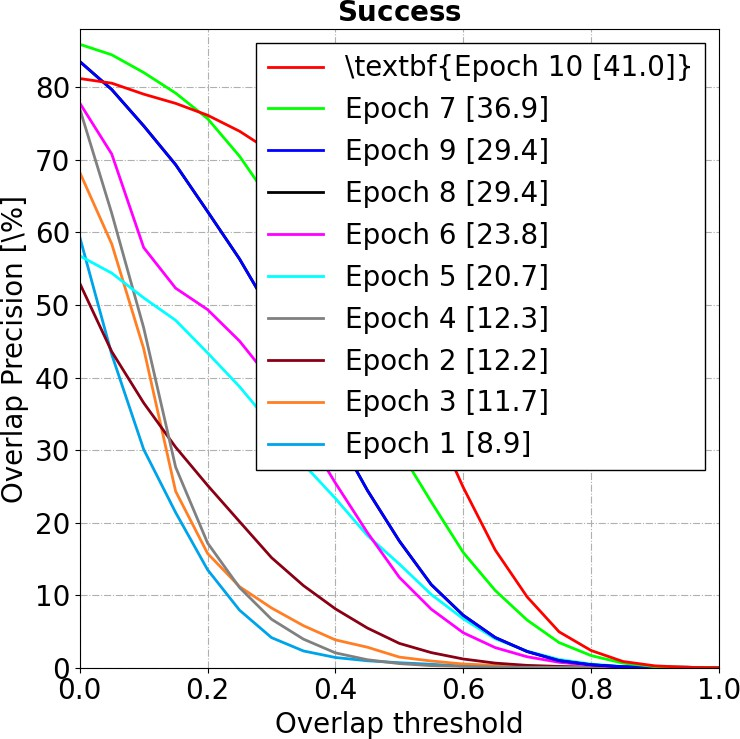 Success
Overlap Precision [\%]
80
70
60
50
40
30
20
10
0
\textbf{Epoch 10 [41.0]}
Epoch 7 [36.9]
Epoch 9 [29.4]
Epoch 8 [29.4]
Epoch 6 [23.8]
Epoch 5 [20.7]
Epoch 4 [12.3]
Epoch 2 [12.2]
Epoch 3 [11.7]
Epoch 1 [8.9]
0.0 0.2 0.4 0.6 0.8 1.0
Overlap threshold